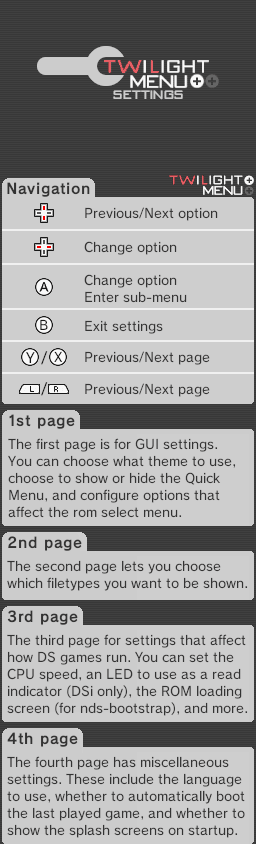 TWILIGHT
MENU++
SETTINGS
TWILIGHT
MENU++
Navigation
Previous/Next option
Change option
A
Change option
Enter sub-menu
B
Exit settings
Y/X
Previous/Next page
L/R
Previous/Next page
1st page
The first page is for GUI settings.
You can choose what theme to use,
choose to show or hide the Quick
Menu, and configure options that
affect the rom select menu.
2nd page
The second page lets you choose
which filetypes you want to be shown.
3rd page
The third page for settings that affect
how DS games run. You can set the
CPU speed, an LED to use as a read
indicator (DSi only), the ROM loading
screen (for nds-bootstrap), and more.
4th page
The fourth page has miscellaneous
settings. These include the language
to use, whether to automatically boot
the last played game, and whether to
show the splash screens on startup.